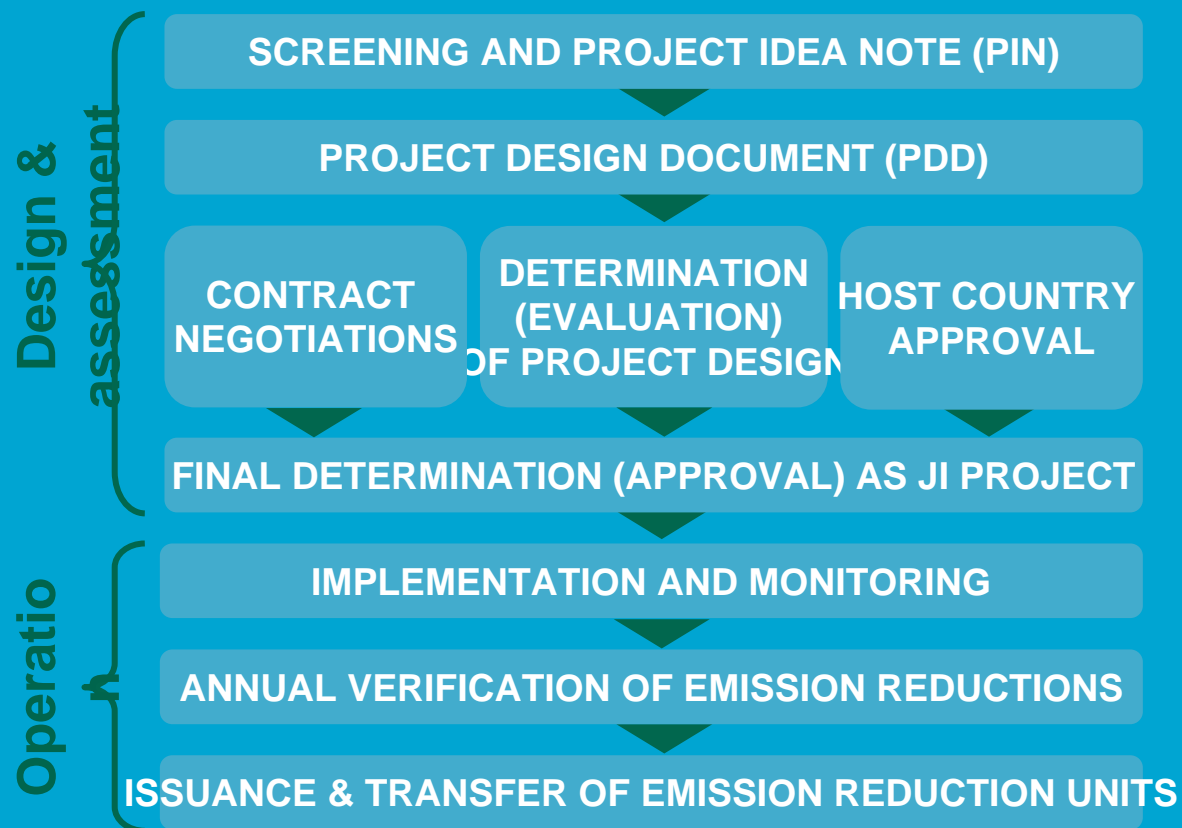 Design &
assessment
SCREENING AND PROJECT IDEA NOTE (PIN)
PROJECT DESIGN DOCUMENT (PDD)
CONTRACT
NEGOTIATIONS
DETERMINATION
(EVALUATION)
OF PROJECT DESIGN
HOST COUNTRY
APPROVAL
FINAL DETERMINATION (APPROVAL) AS JI PROJECT
Operatio
n
IMPLEMENTATION AND MONITORING
ANNUAL VERIFICATION OF EMISSION REDUCTIONS
ISSUANCE & TRANSFER OF EMISSION REDUCTION UNITS